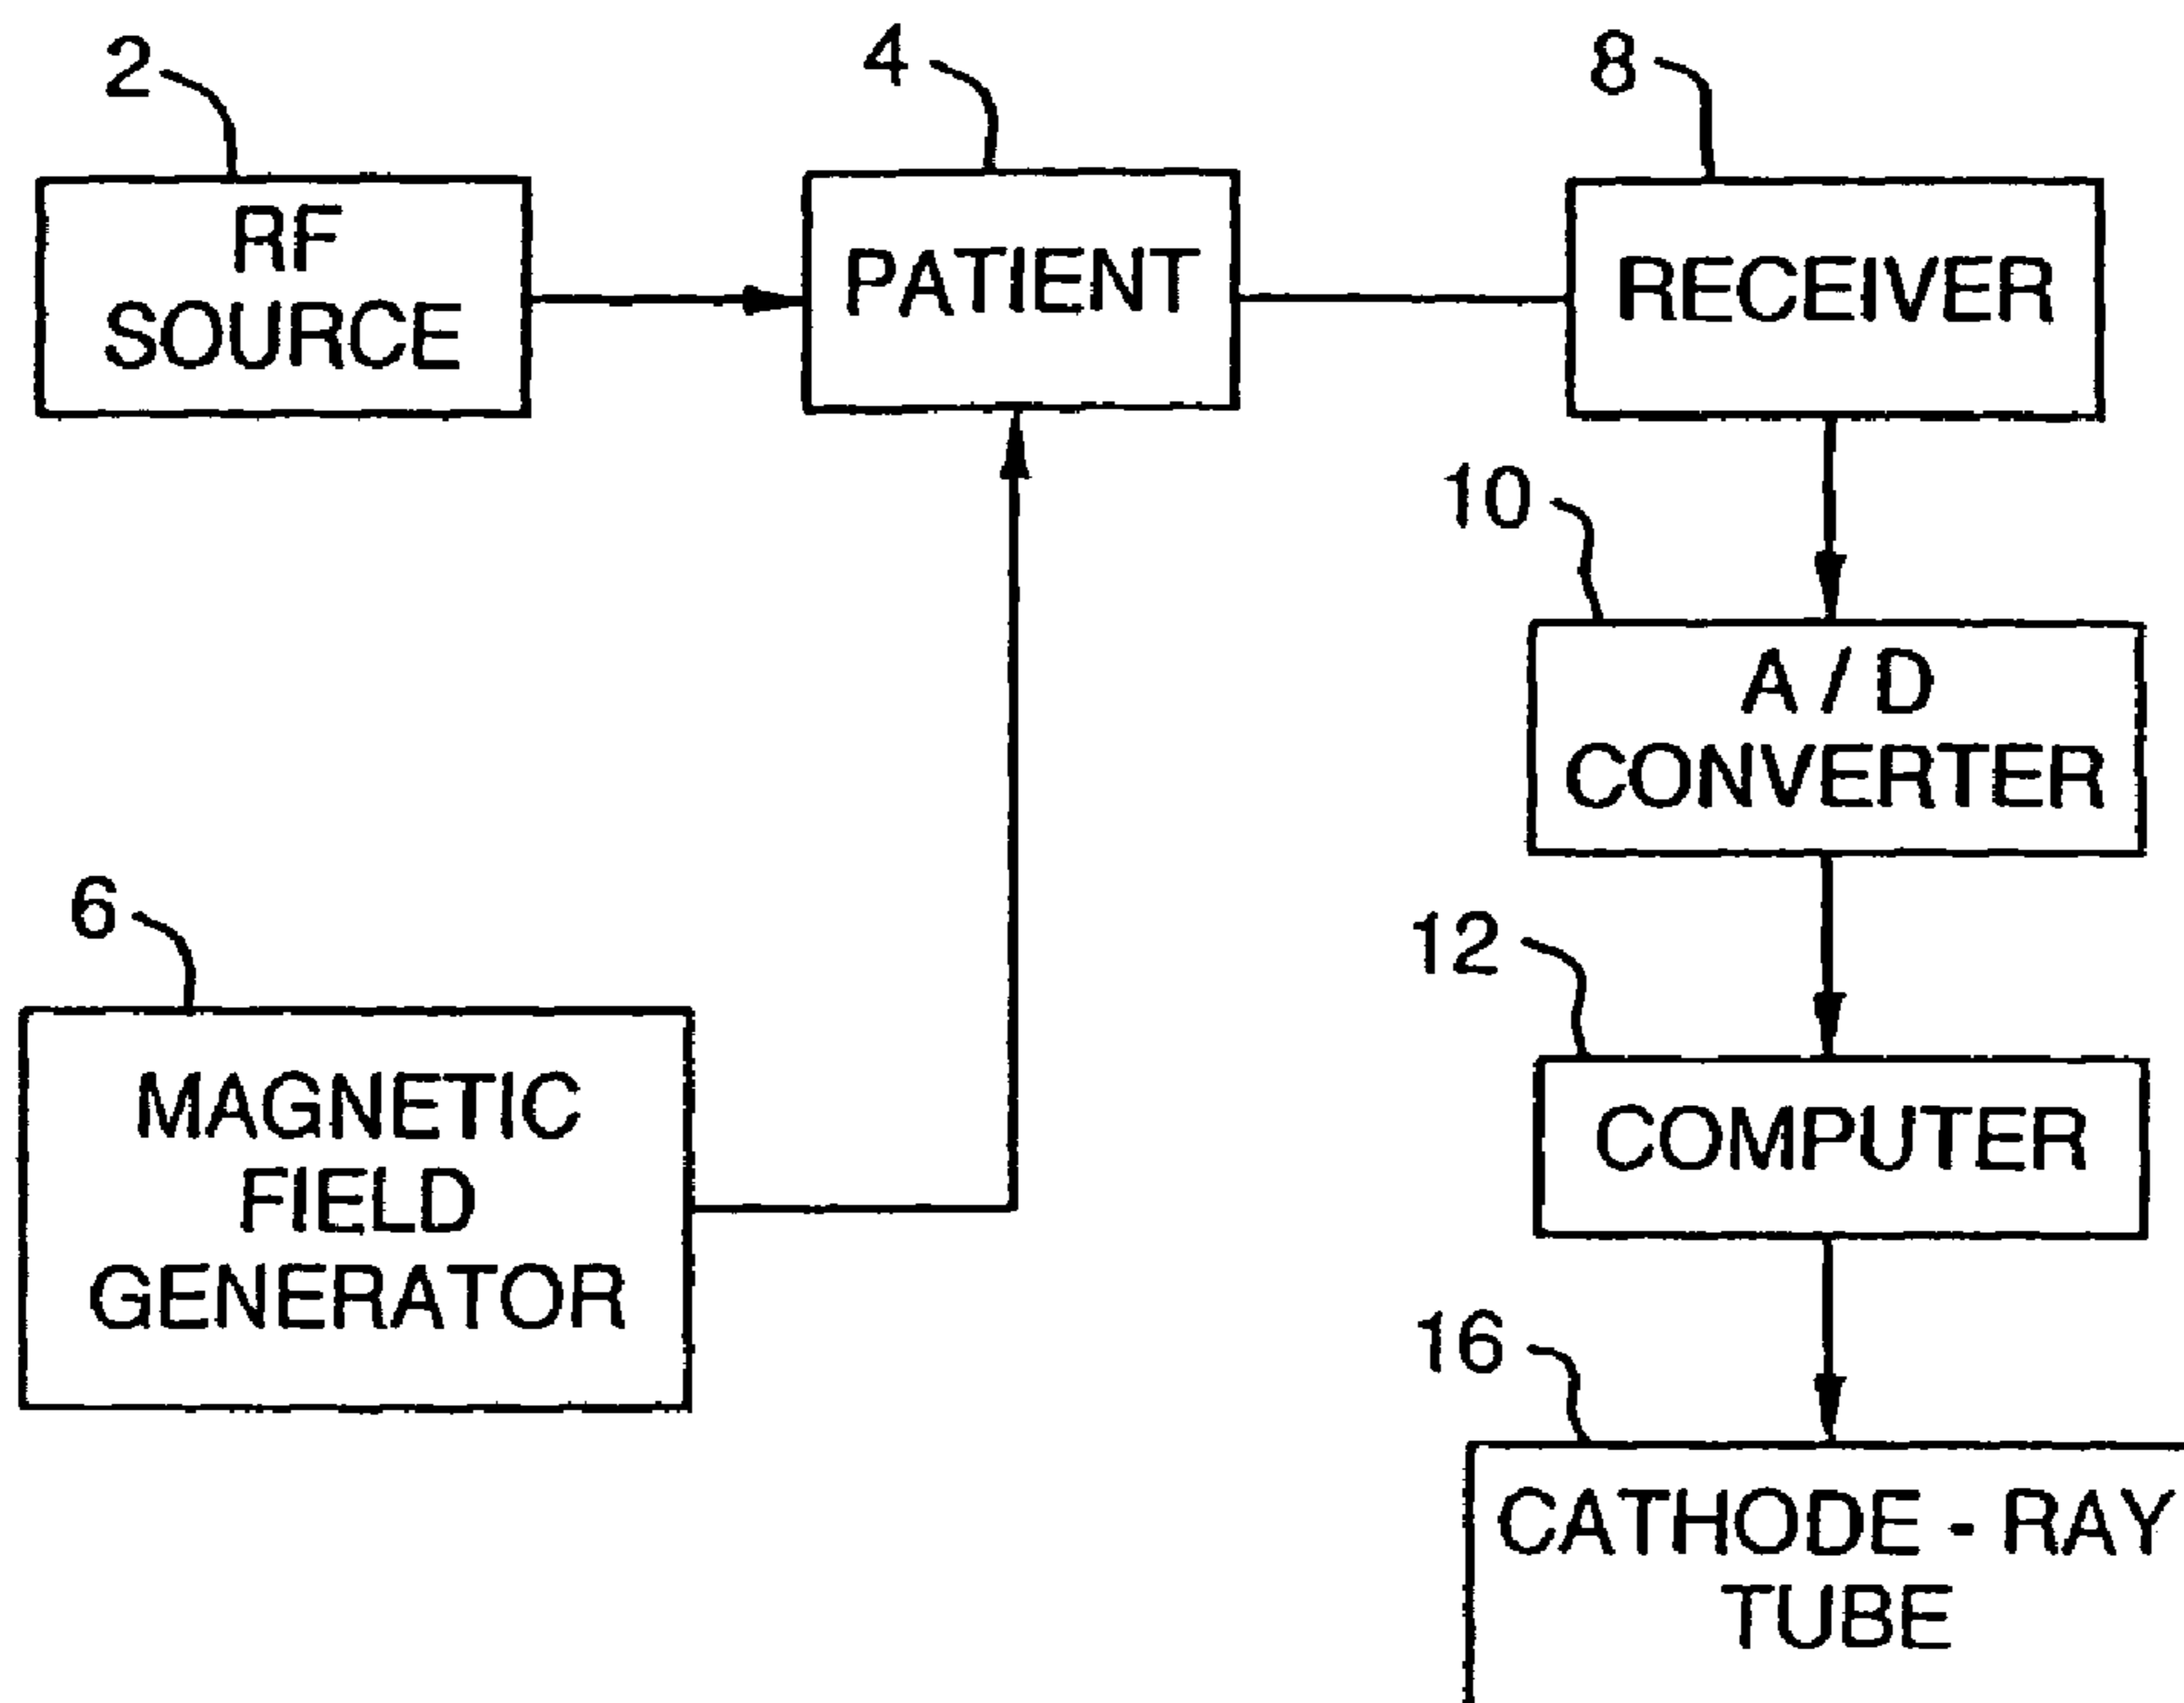 2
4
8
RF
SOURCE
PATIENT
RECEIVER
10
A / D
CONVERTER
6
12
MAGNETIC
FIELD
GENERATOR
COMPUTER
16
CATHODE - RAY
TUBE